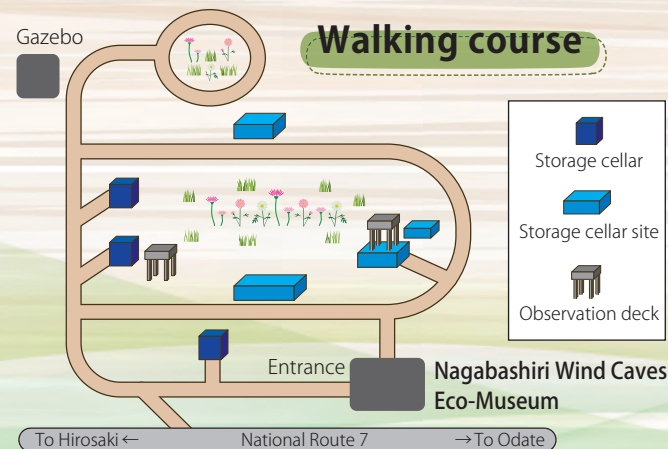 Gazebo
Walking course
Storage cellar
Storage cellar site
Observation deck
Entrance
Nagabashiri Wind Caves
Eco-Museum
To Hirosaki ← National Route 7 → To Odate